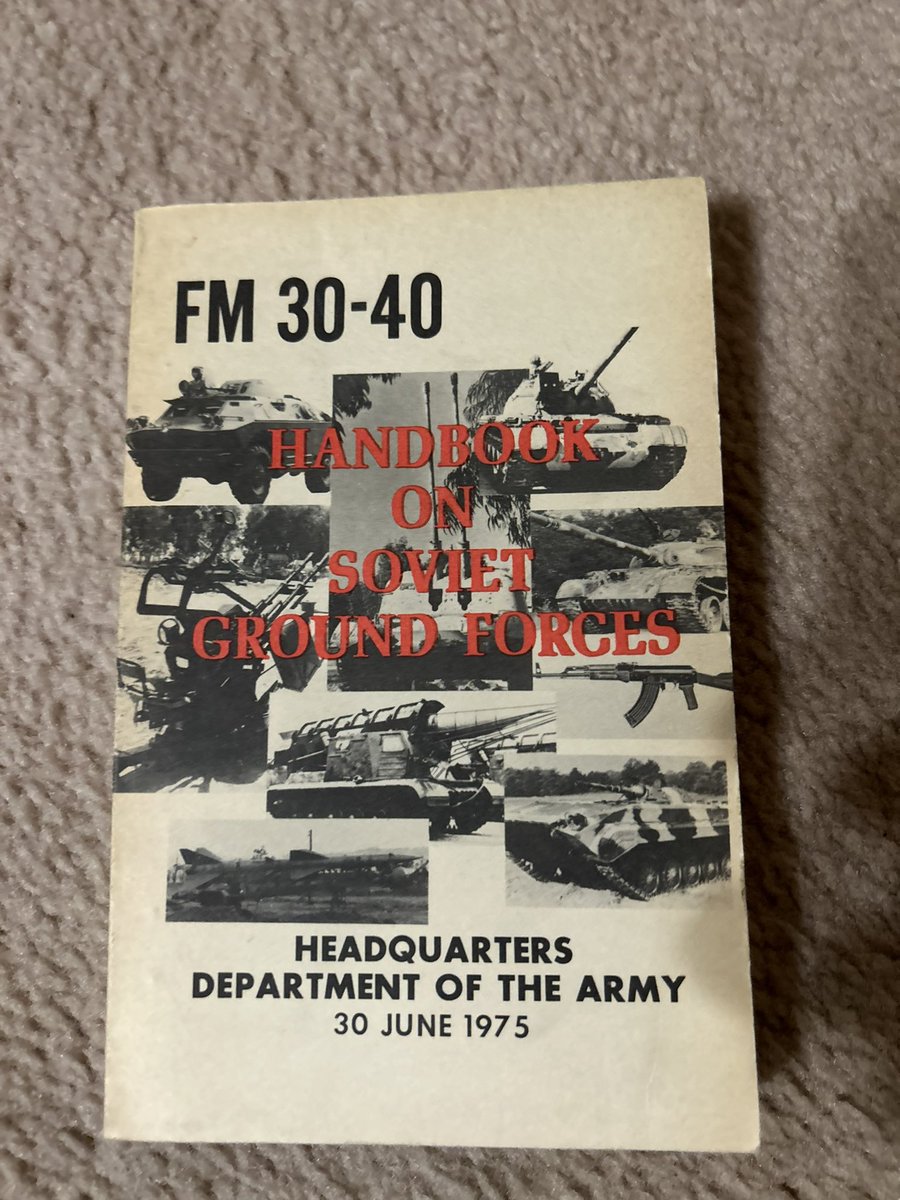 FM 30-40
HANDBOOK
ON
SOVIET
GROUND FORCES
HEADQUARTERS
DEPARTMENT OF THE ARMY
30 JUNE 1975